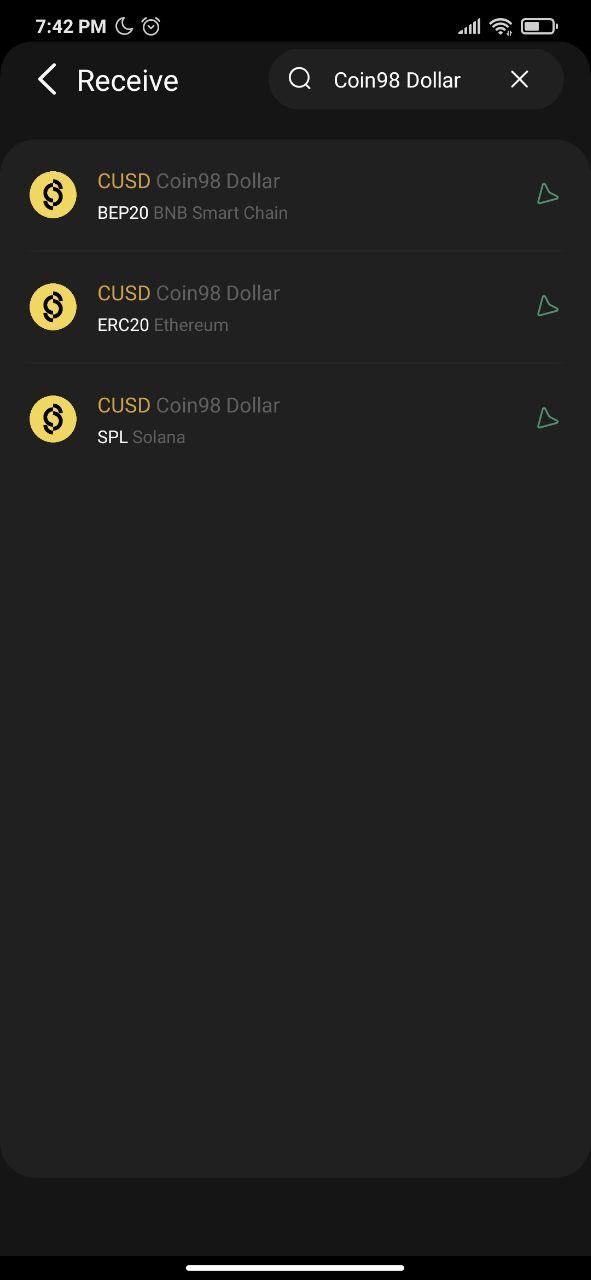 7:42 PM
Receive
Coin98 Dollar
CUSD Coin98 Dollar
BEP20 BNB Smart Chain
CUSD Coin98 Dollar
ERC20 Ethereum
CUSD Coin98 Dollar
SPL Solana